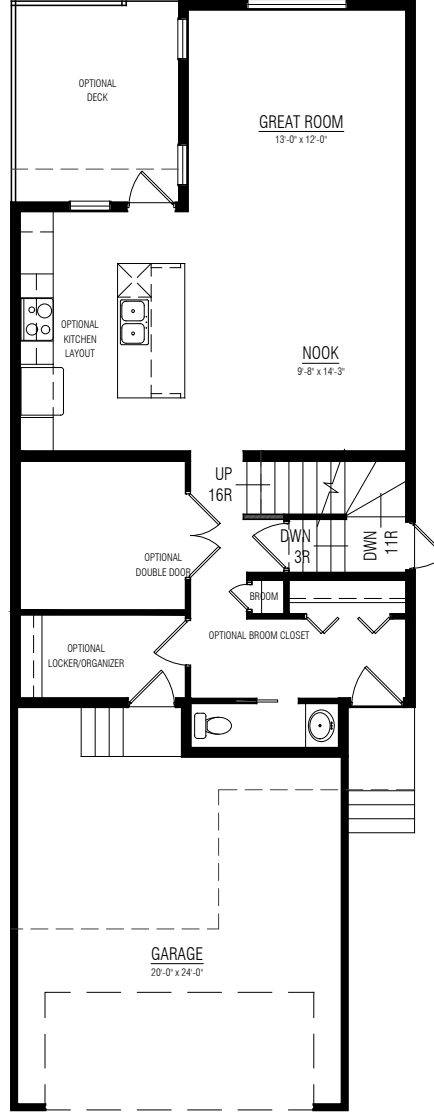 OPTIONAL
DECK
GREAT ROOM
13'-0" x 12'-0"
OPTIONAL
KITCHEN
LAYOUT
NOOK
9'-8" x 14'-3"
UP
16R
DWN
3R
DWN
11R
OPTIONAL
DOUBLE DOOR
BROOM
OPTIONAL BROOM CLOSET
OPTIONAL
LOCKER/ORGANIZER
GARAGE
20'-0" x 24'-0"